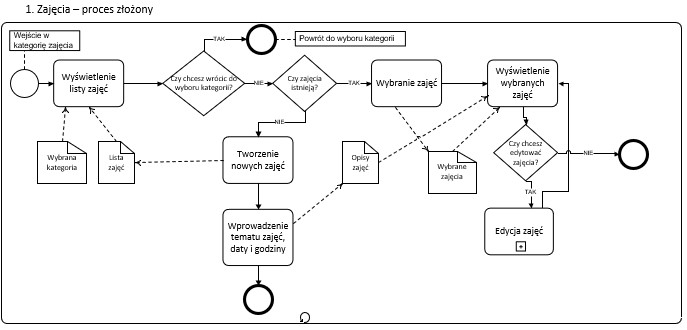 1. Zajęcia – proces złożony
Wejście w
kategorię zajęcia
TAK
Powrót do wyboru kategorii
Wyświetlenie
listy zajęć
Czy chcesz wrócić do
wyboru kategorii?
NIE
Czy zajęcia
istnieją?
TAK
Wybranie zajęć
Wyświetlenie
wybranych
zajęć
NIE
Wybrana
kategoria
Lista
zajęć
Tworzenie
nowych zajęć
Opisy
zajęć
Wybrane
zajęcia
Czy chcesz
edytować
zajęcia?
NIE
TAK
Wprowadzenie
tematu zajęć,
daty i godziny
Edycja zajęć